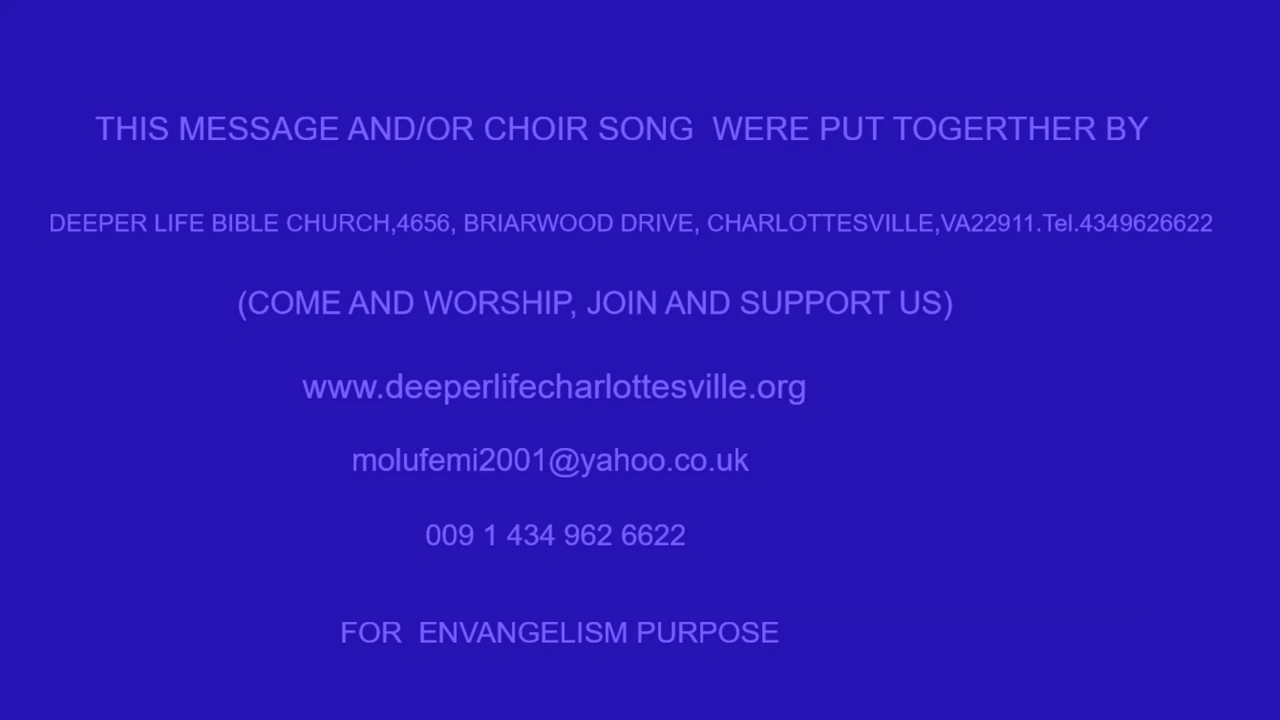 THIS MESSAGE AND/OR CHOIR SONG  WERE PUT TOGERTHER BY
DEEPER LIFE BIBLE CHURCH,4656, BRIARWOOD DRIVE, CHARLOTTESVILLE,VA22911.Tel.4349626622
(COME AND WORSHIP, JOIN AND SUPPORT US)
www.deeperlifecharlottesville.org
molufemi2001@yahoo.co.uk
009 1 434 962 6622
FOR  ENVANGELISM PURPOSE